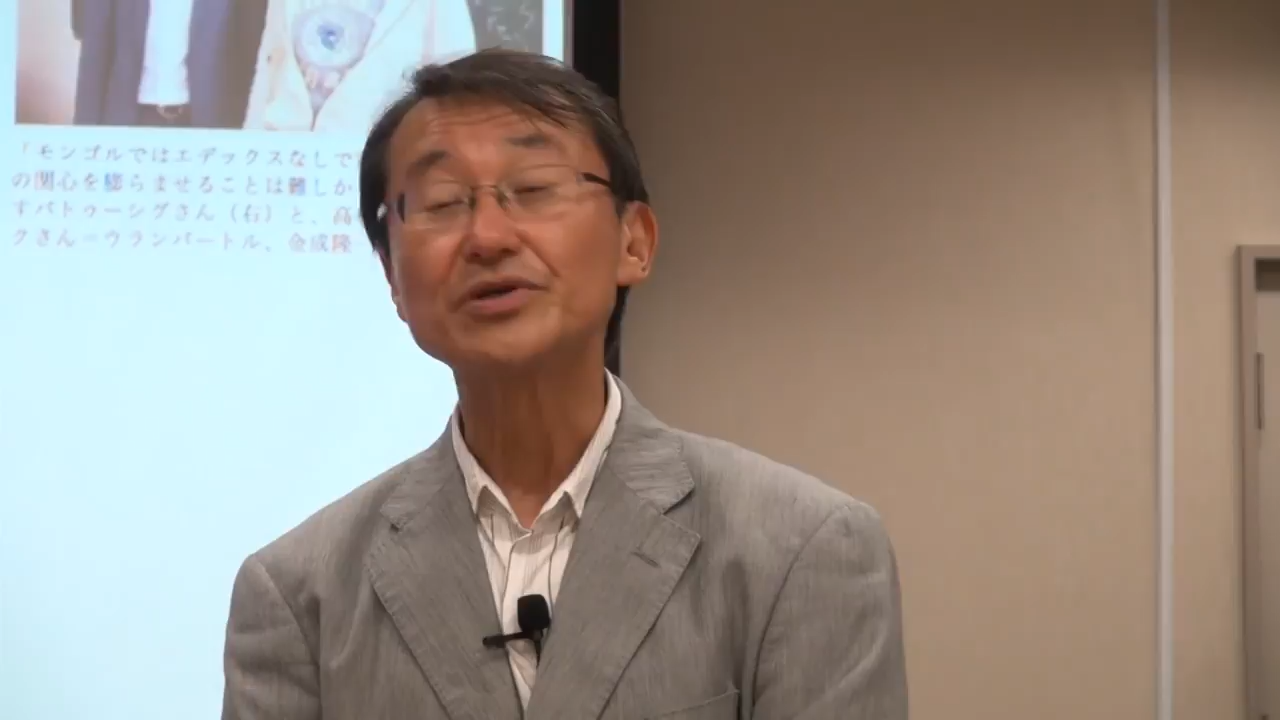 「モンゴルではエデックスなしで
の関心を膨らませることは難しか
すバトゥーシグさん（右）と、高
クさん＝ウランバートル、金成隆